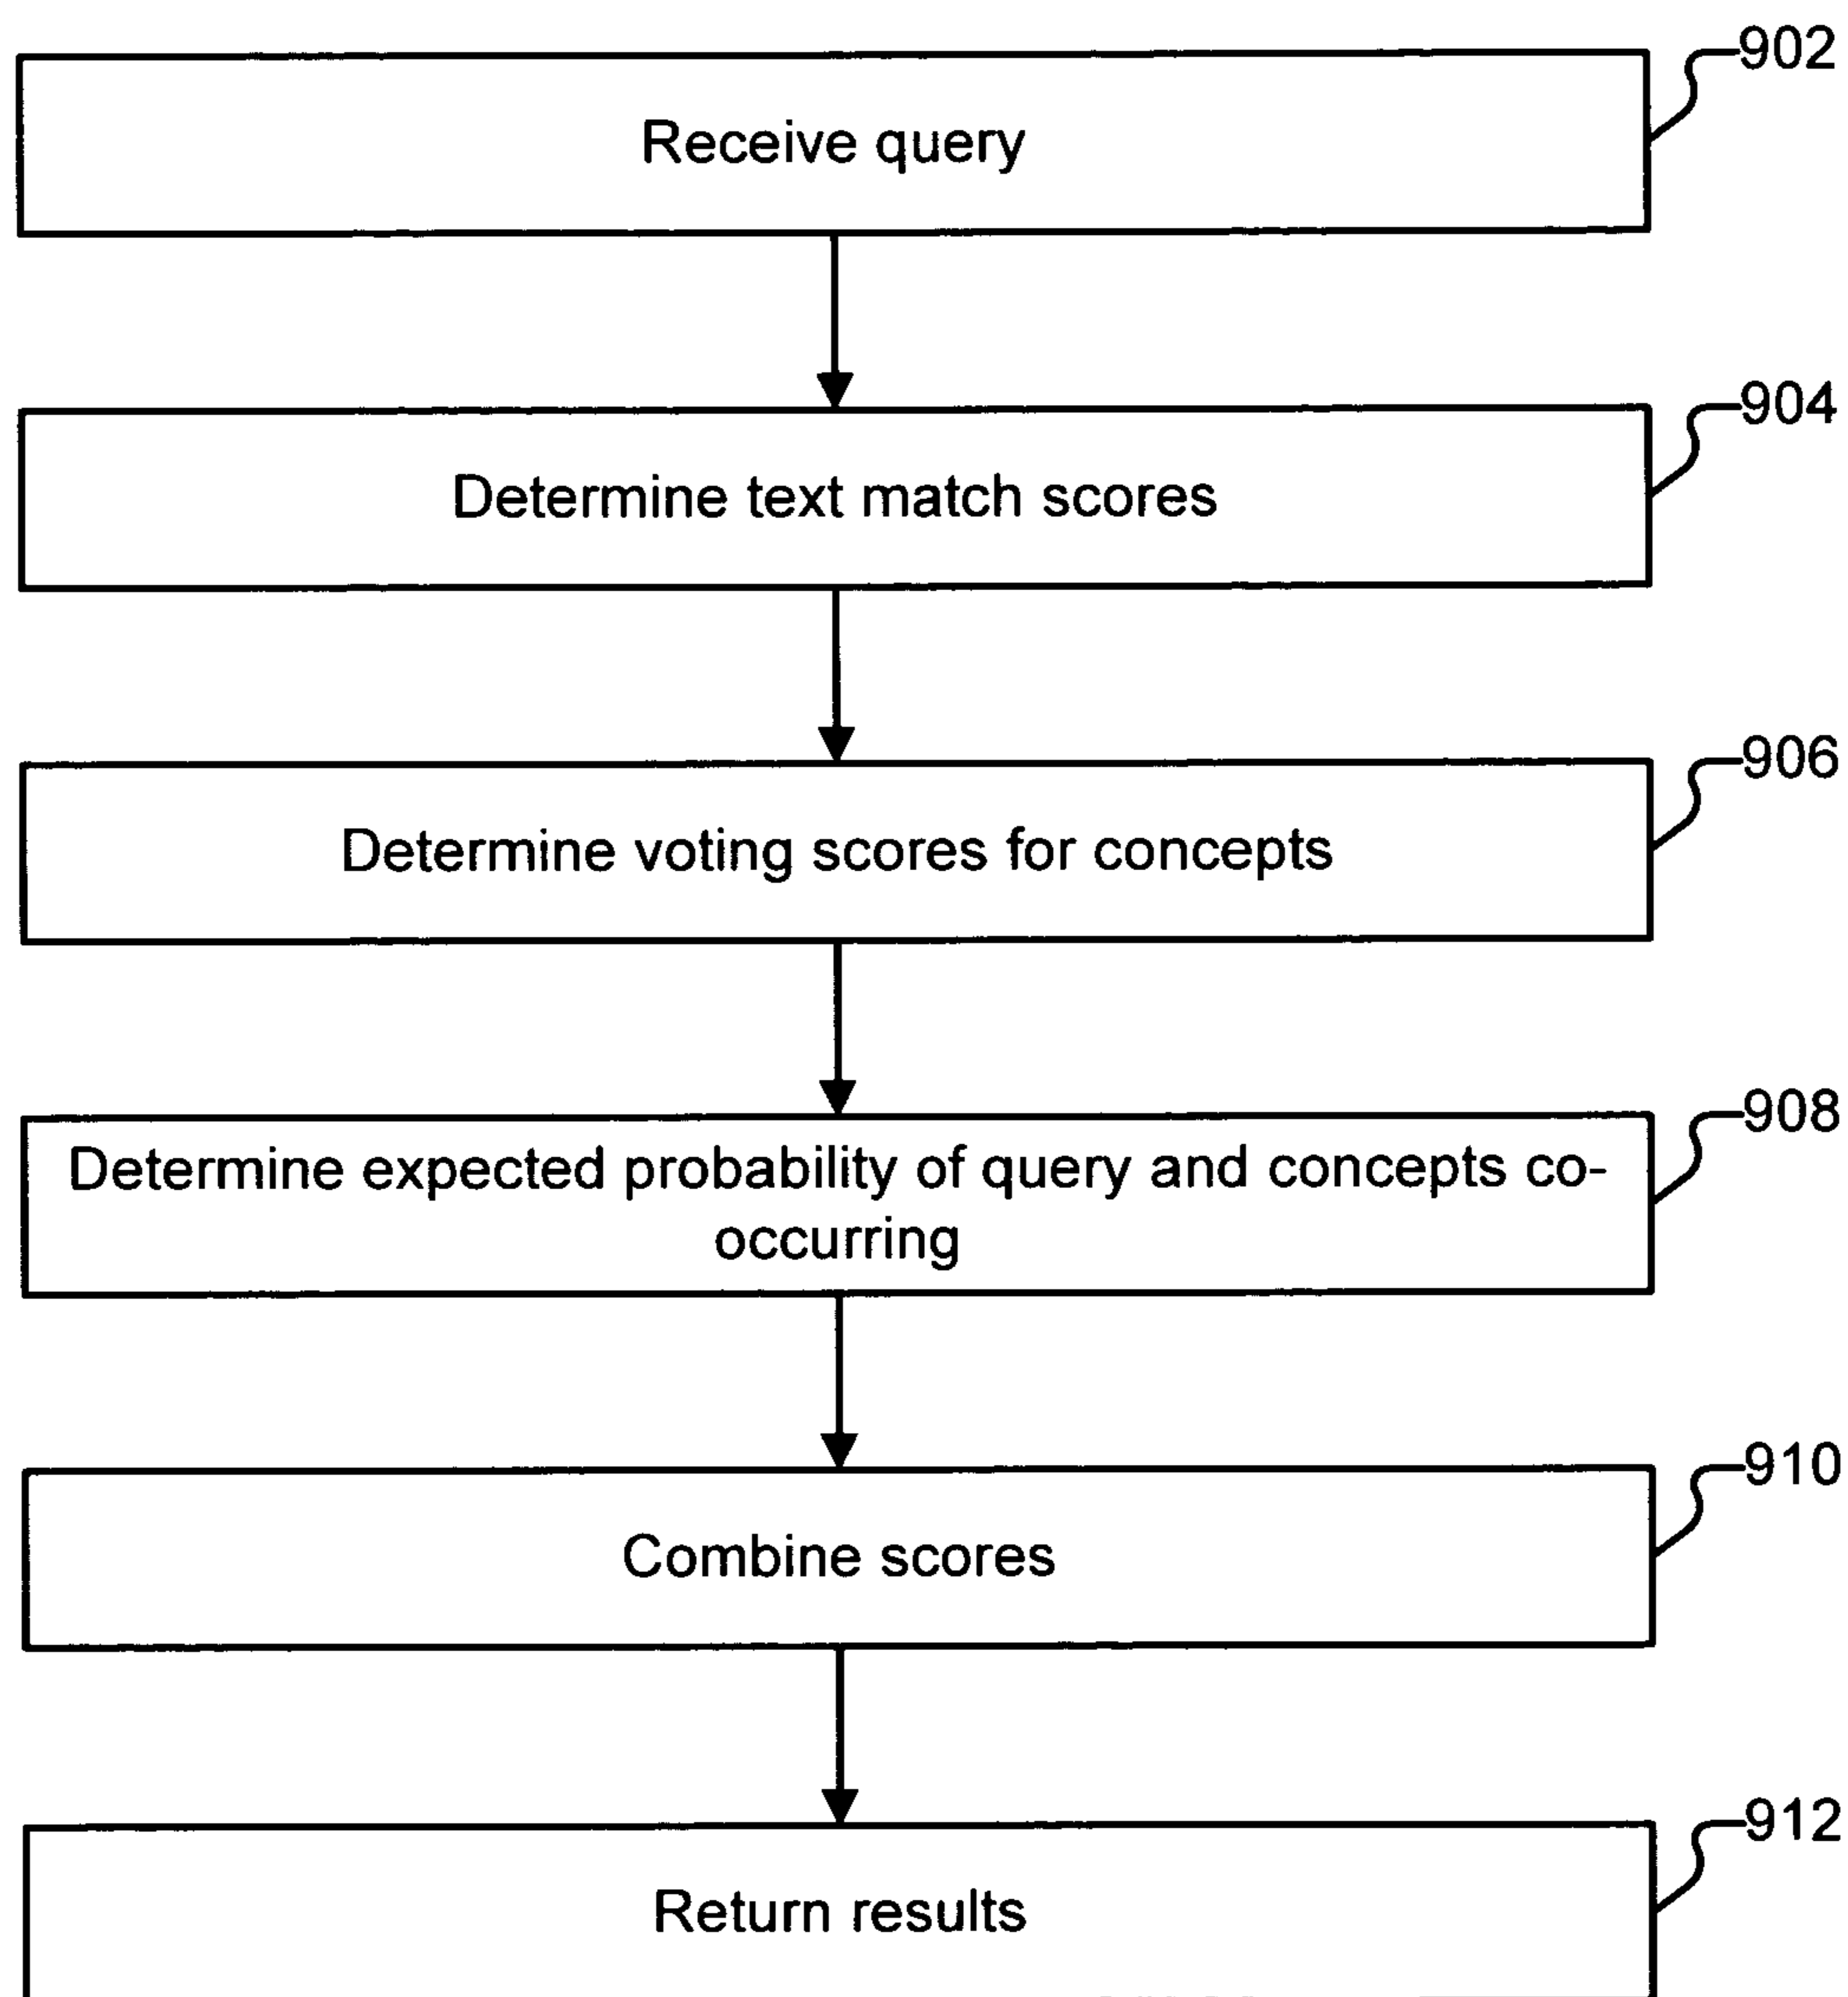 902
Receive query
904
Determine text match scores
906
Determine voting scores for concepts
908
Determine expected probability of query and concepts co-
occurring
910
Combine scores
912
Return results